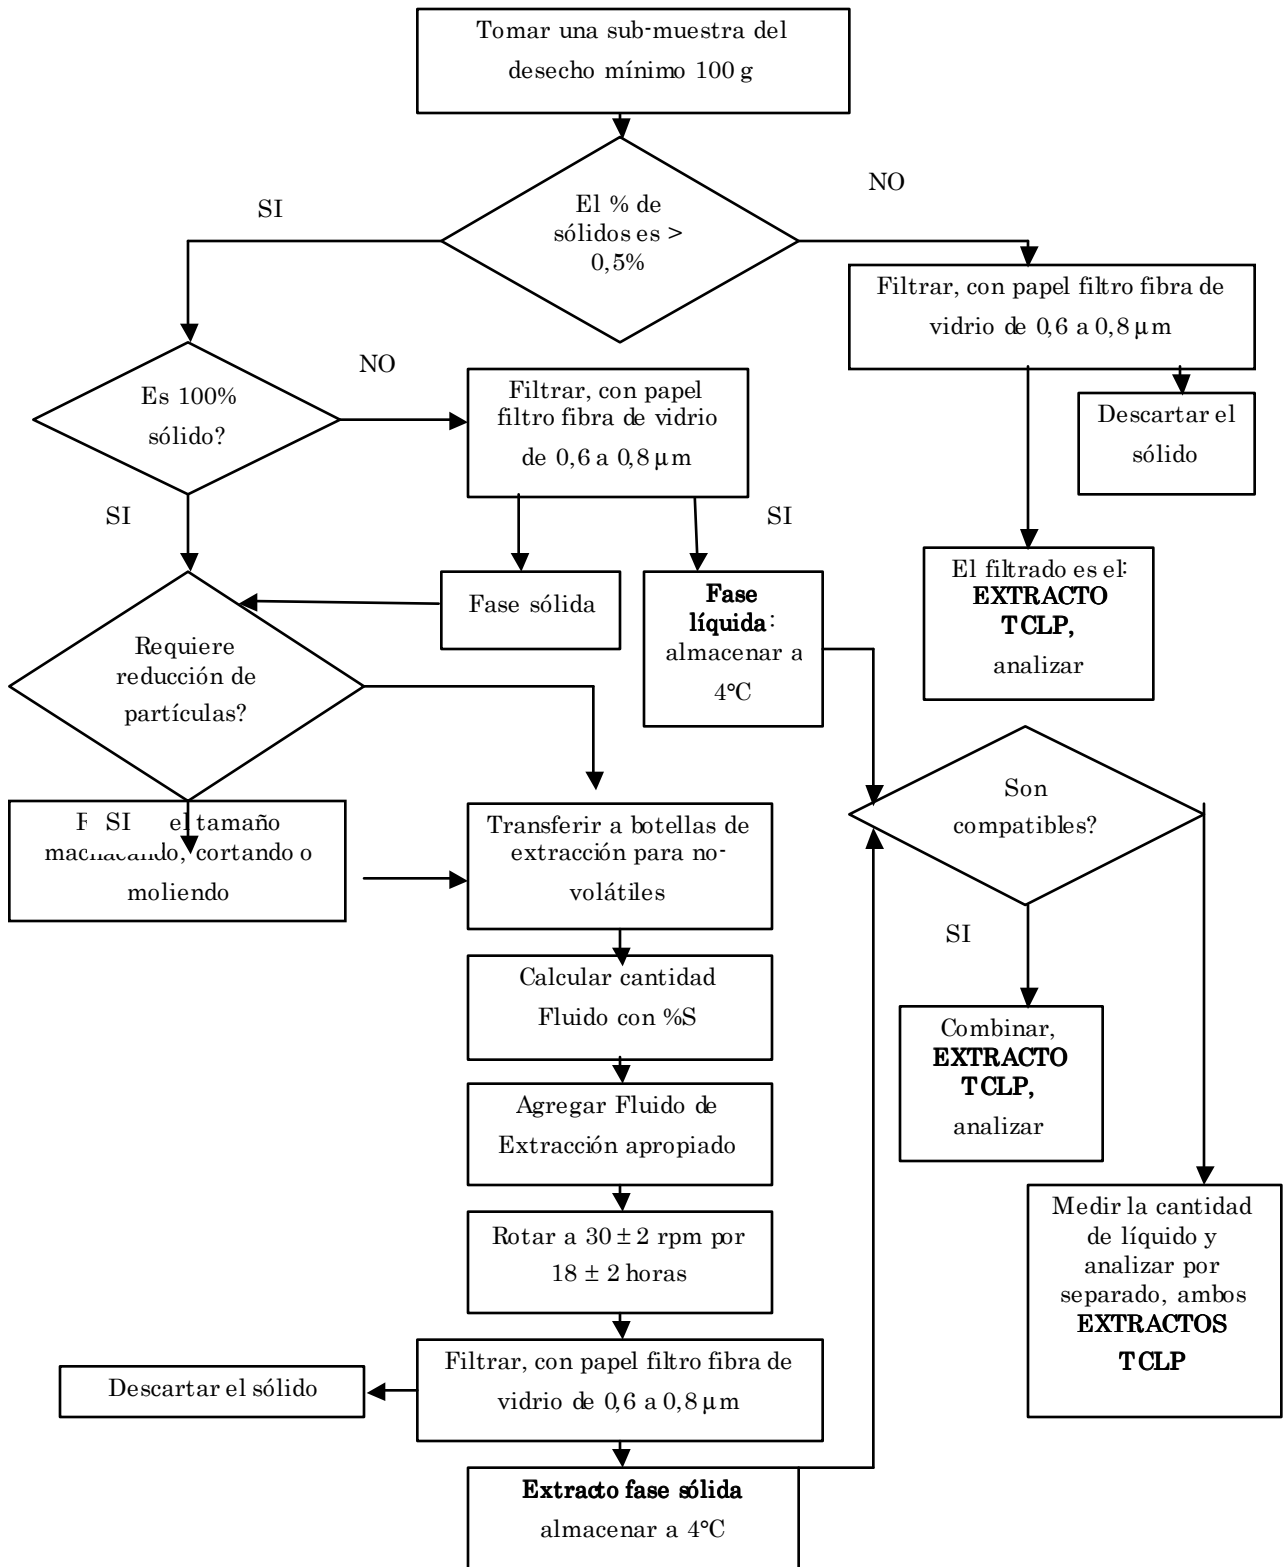 Tomar una sub-muestra del
desecho mínimo 100 g
El % de
sólidos es >
0,5%
SI
NO
Filtrar, con papel filtro fibra de
vidrio de 0,6 a 0,8 µm
Descartar el
sólido
El filtrado es el:
EXTRACTO
TCLP,
analizar
Es 100%
sólido?
NO
SI
Filtrar, con papel
filtro fibra de vidrio
de 0,6 a 0,8 µm
SI
Fase sólida
Fase
líquida:
almacenar a
4°C
Requiere
reducción de
partículas?
SI
el tamaño
cortando o
moliendo
Transferir a botellas de
extracción para no-
volátiles
Calcular cantidad
Fluido con %S
Agregar Fluido de
Extracción apropiado
Rotar a 30 ± 2 rpm por
18 ± 2 horas
Filtrar, con papel filtro fibra de
vidrio de 0,6 a 0,8 µm
Descartar el sólido
Extracto fase sólida
almacenar a 4°C
Son
compatibles?
SI
Combinar,
EXTRACTO
TCLP,
analizar
Medir la cantidad
de líquido y
analizar por
separado, ambos
EXTRACTOS
TCLP